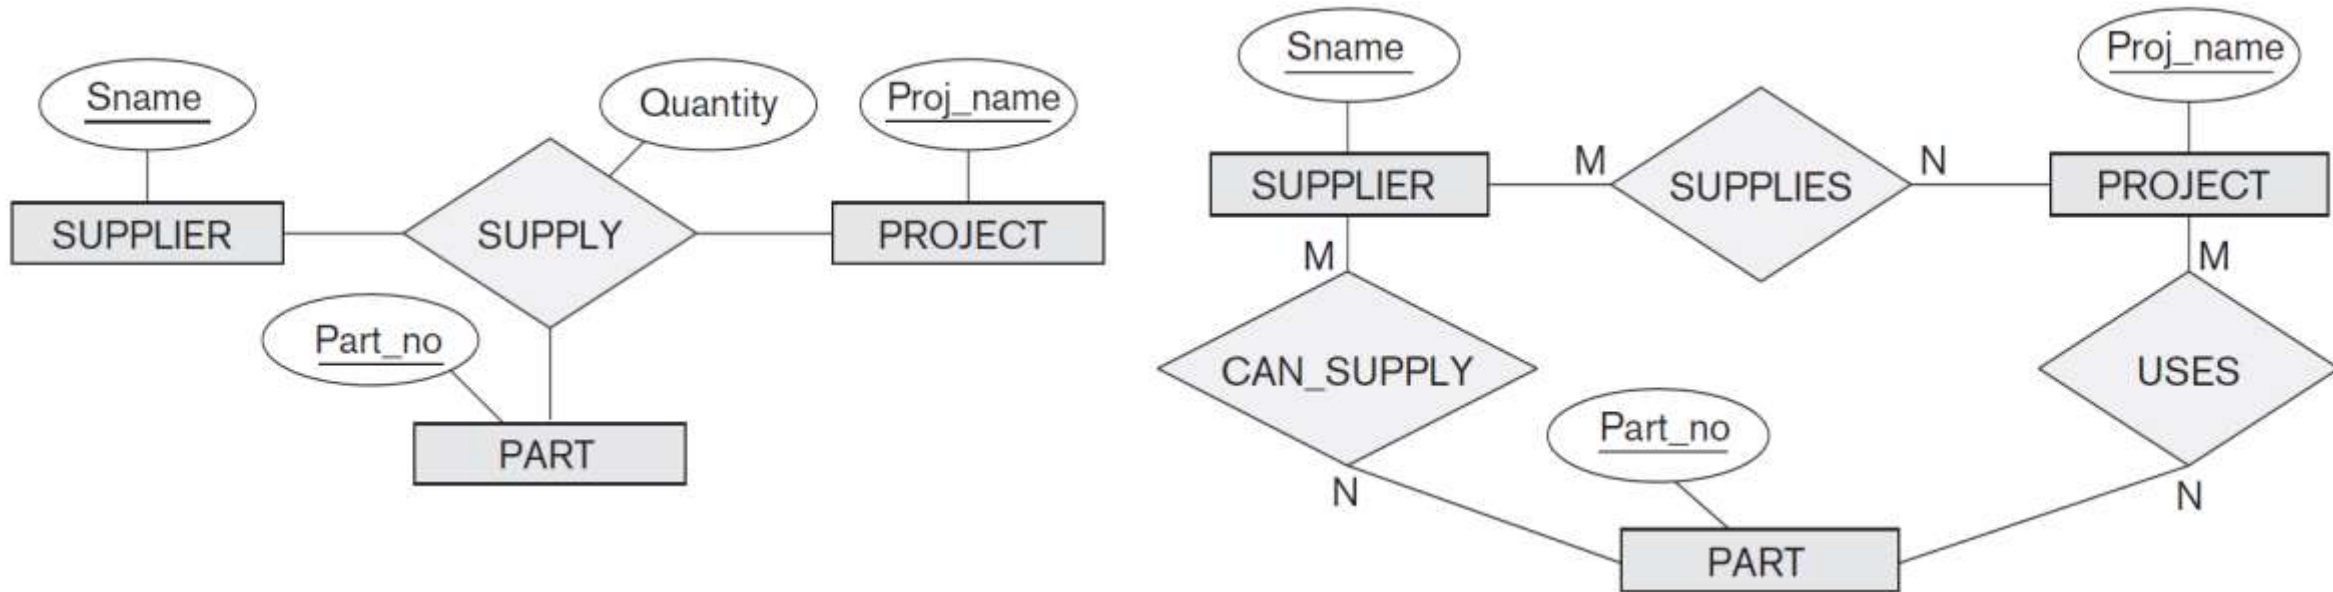 Sname
Quantity
Proj_name
SUPPLIER
SUPPLY
PROJECT
Part_no
PART
Sname
Proj_name
SUPPLIER
M
SUPPLIES
N
PROJECT
M
M
CAN_SUPPLY
USES
Part_no
N
N
PART